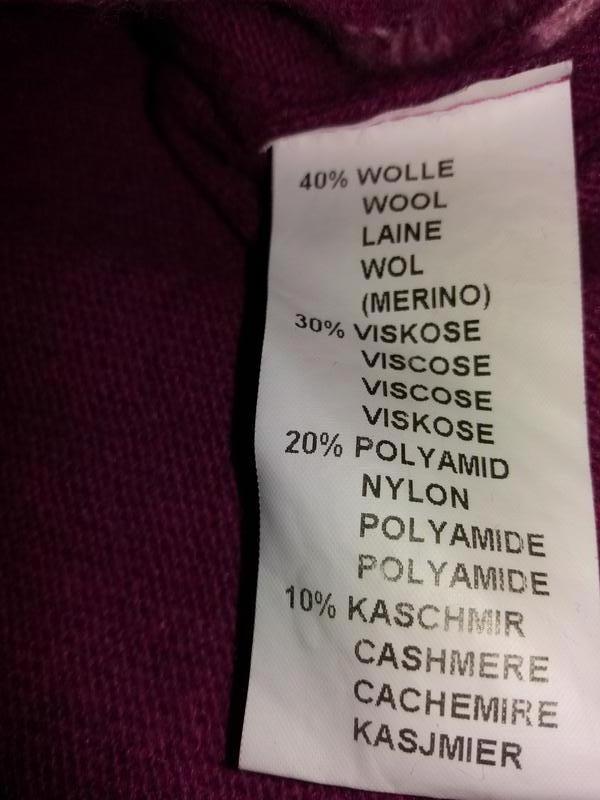 40% WOLLE
WOOL
LAINE
WOL
(MERINO)
30% VISKOSE
VISCOSE
VISCOSE
VISKOSE
20% POLYAMID
NYLON
POLYAMIDE
POLYAMIDE
10% KASCHMIR
CASHMERE
CACHEMIRE
KASJMIER